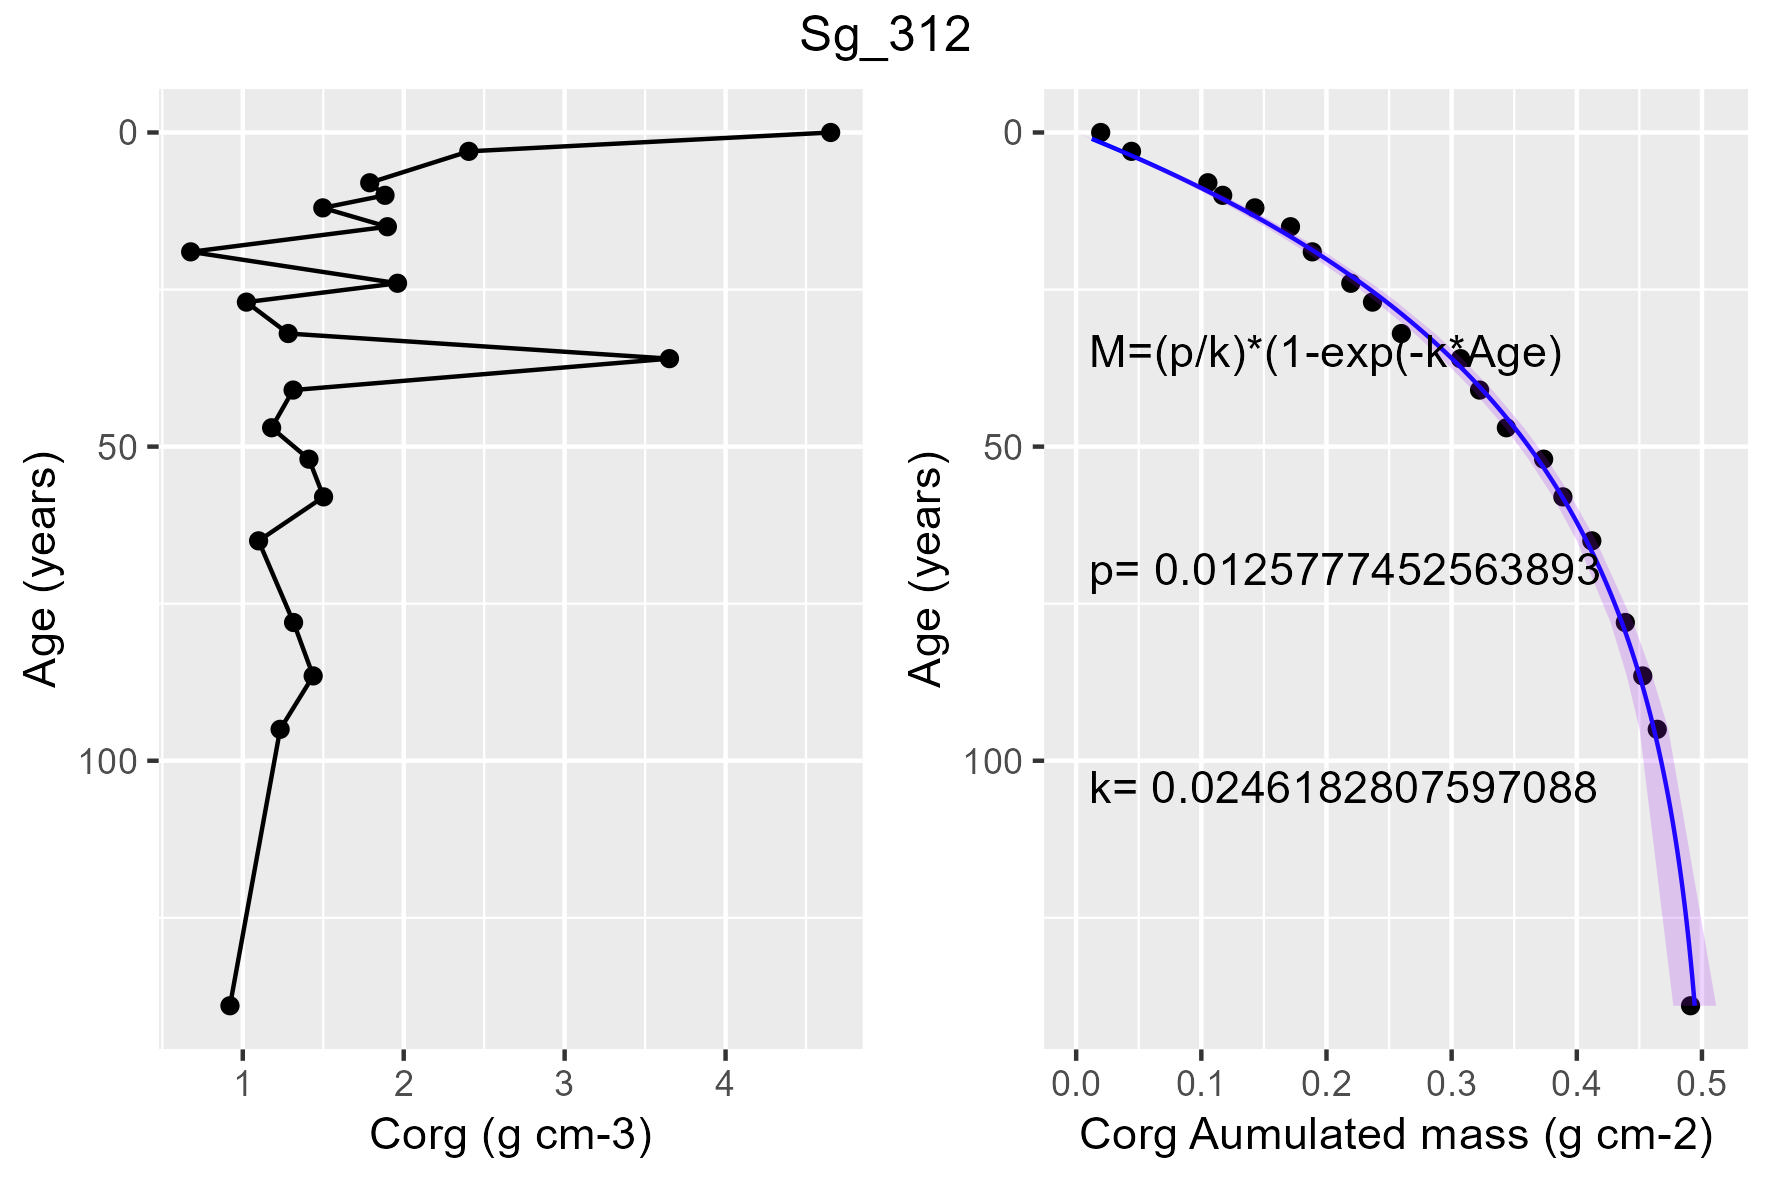 Sg_312
0
50
100
Age (years)
1 2 3 4
Corg (g cm-3)
0
50
100
Age (years)
M=(p/k)*(1-exp(-k*Age)
p= 0.0125777452563893
k= 0.0246182807597088
0.0 0.1 0.2 0.3 0.4 0.5
Corg Aumulated mass (g cm-2)